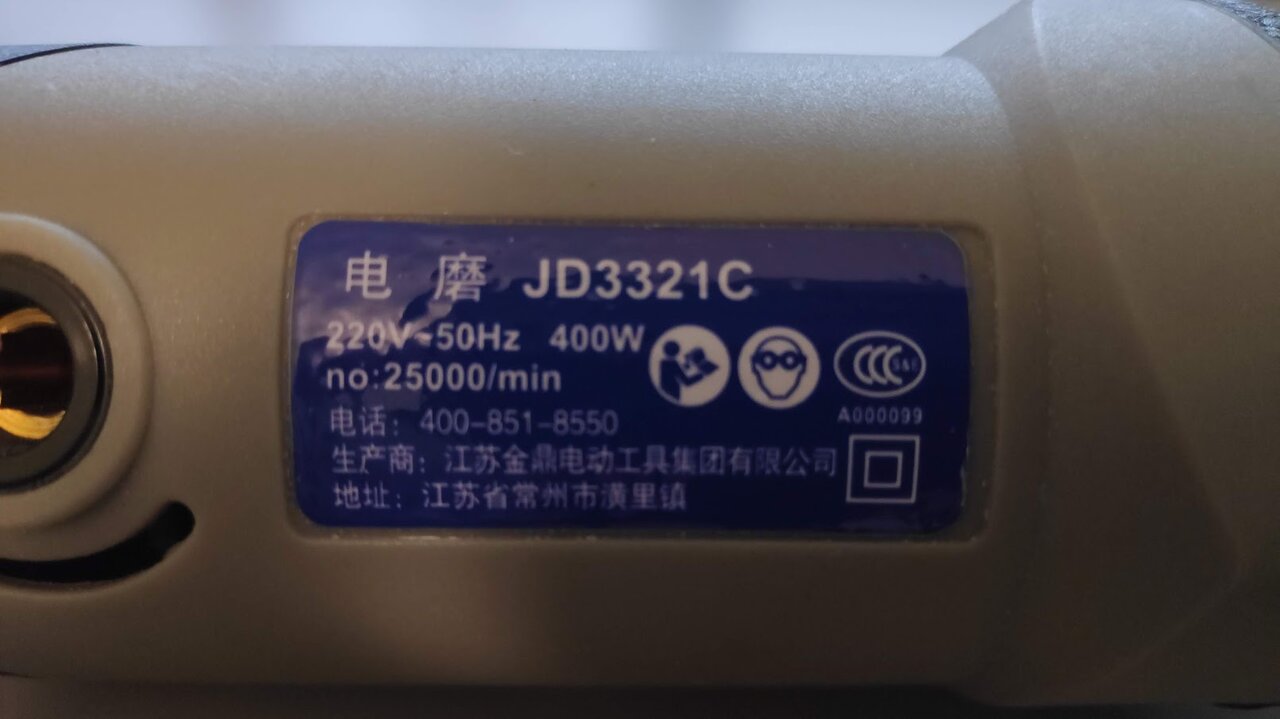 电磨 JD3321C
220V~50Hz 400W
no:25000/min
电话：400-851-8550
生产商：江苏金鼎电动工具集团有限公司
地址：江苏省常州市潢里镇
CCC S&E
A000099